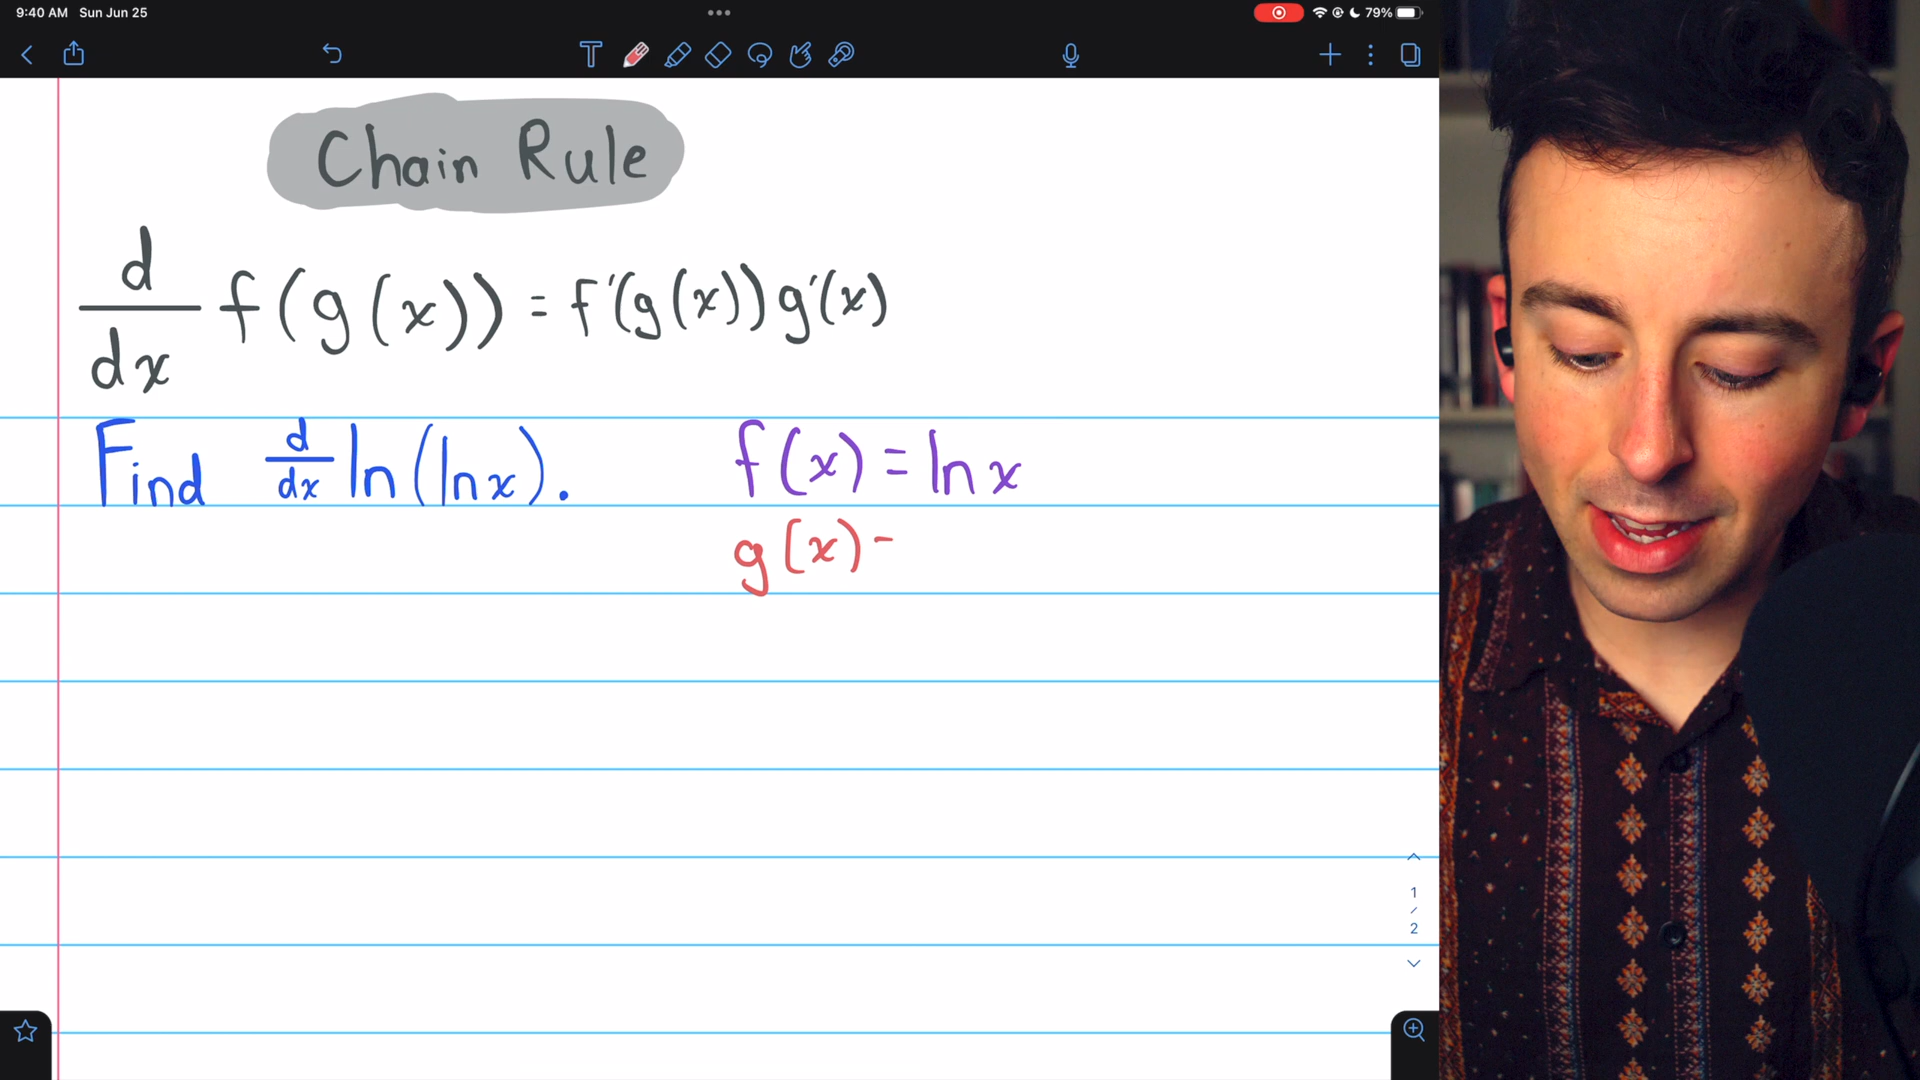 9:40 AM Sun Jun 25
79%
Chain Rule
d/dx f(g(x)) = f'(g(x))g'(x)
Find d/dx ln(ln x).
f(x) = ln x
g(x) -
1
/
2